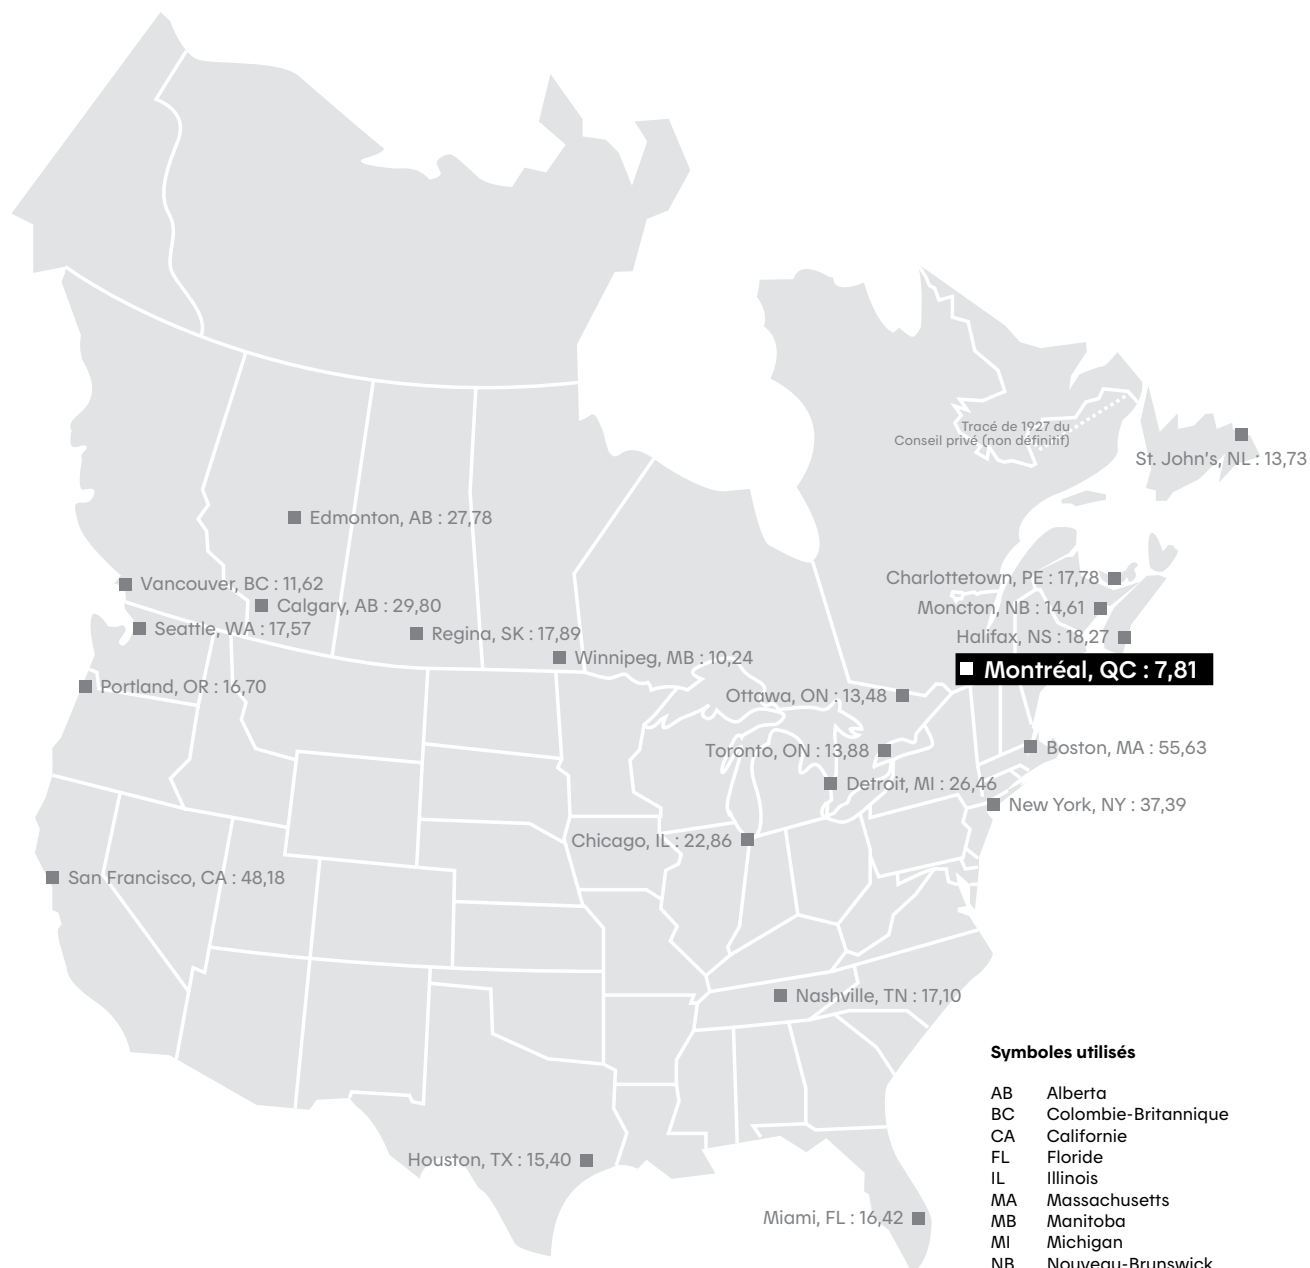 Tracé de 1927 du
Conseil privé (non définitif)
St. John's, NL : 13,73
Edmonton, AB : 27,78
Vancouver, BC : 11,62
Charlottetown, PE : 17,78
Calgary, AB : 29,80
Moncton, NB : 14,61
Seattle, WA : 17,57
Regina, SK : 17,89
Halifax, NS : 18,27
Winnipeg, MB : 10,24
Montréal, QC : 7,81
Portland, OR : 16,70
Ottawa, ON : 13,48
Toronto, ON : 13,88
Boston, MA : 55,63
Detroit, MI : 26,46
New York, NY : 37,39
Chicago, IL : 22,86
San Francisco, CA : 48,18
Nashville, TN : 17,10
Houston, TX : 15,40
Miami, FL : 16,42
Symboles utilisés
AB Alberta
BC Colombie-Britannique
CA Californie
FL Floride
IL Illinois
MA Massachusetts
MB Manitoba
MI Michigan
NB Nouveau-Brunswick